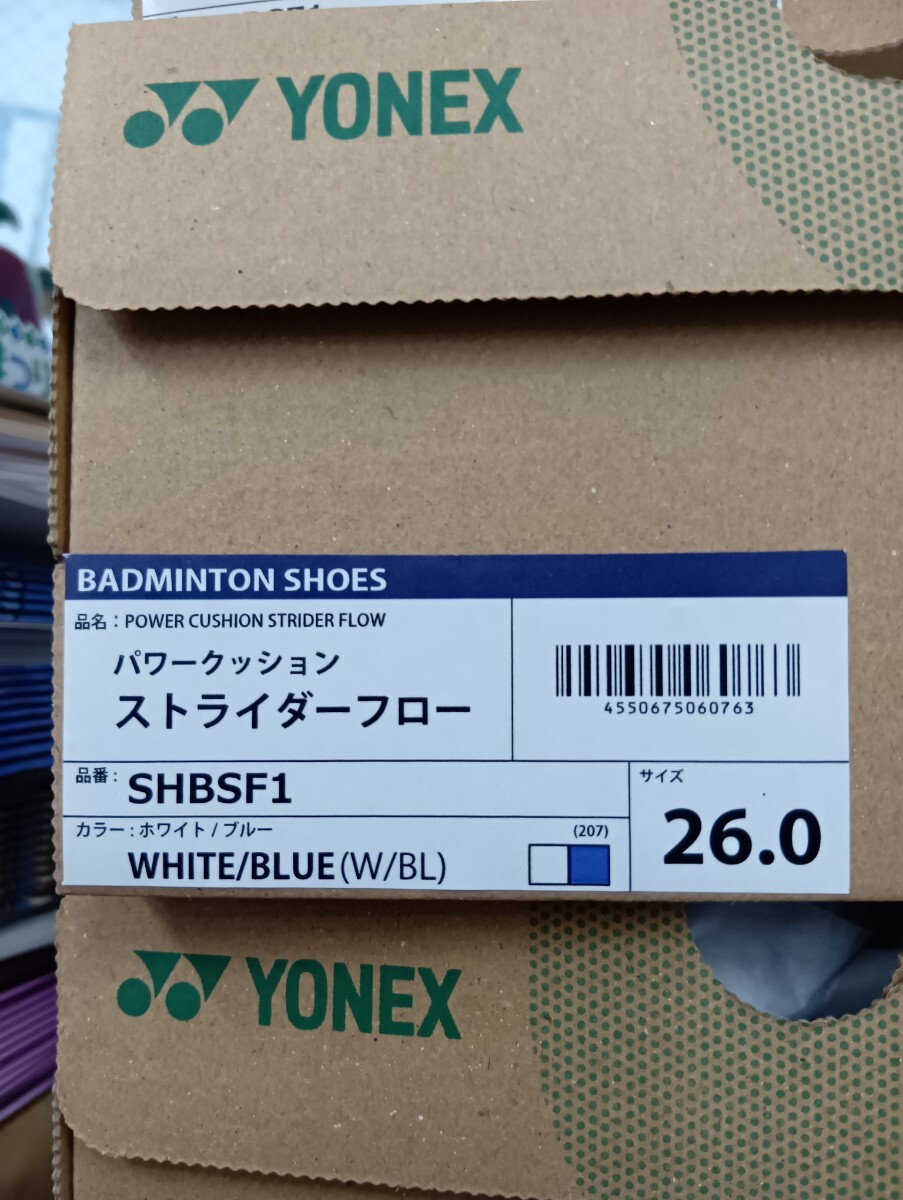 YONEX
BADMINTON SHOES
品名：POWER CUSHION STRIDER FLOW
パワークッション
ストライダーフロー
4550675060763
品番：
SHBSF1
サイズ
26.0
カラー：ホワイト / ブルー
(207)
WHITE/BLUE(W/BL)
YONEX